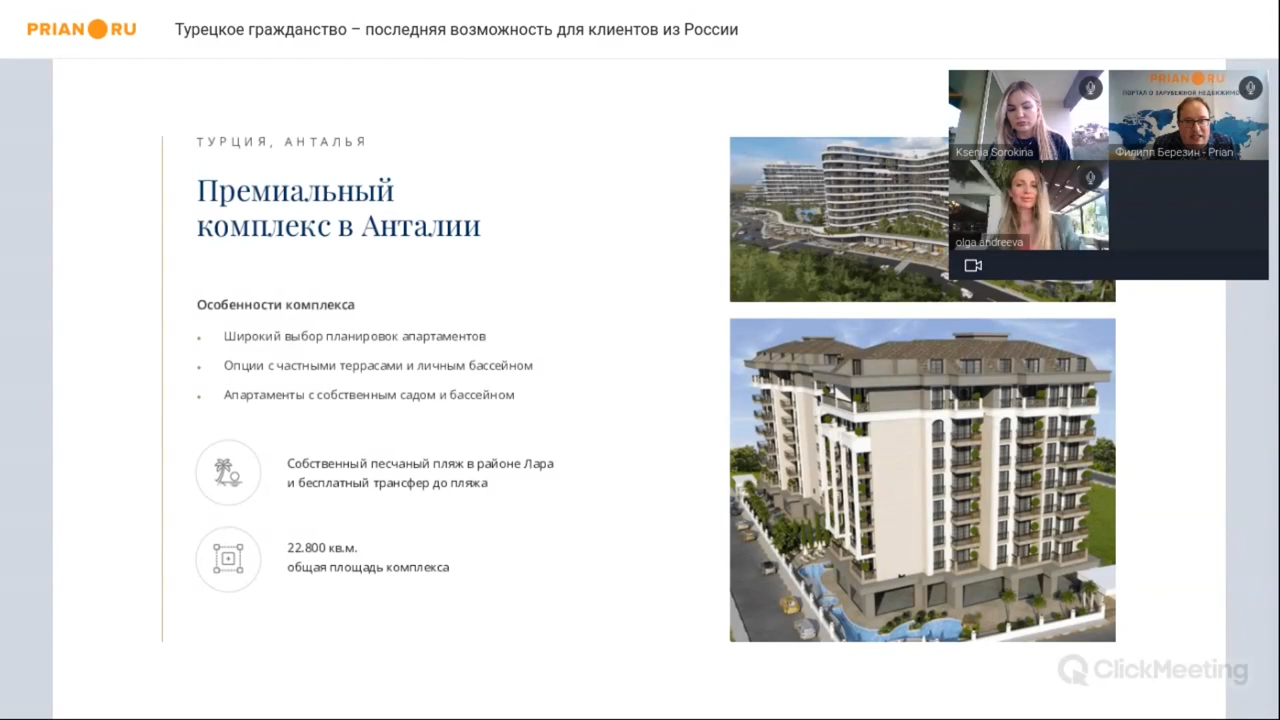 PRIAN RU
Турецкое гражданство – последняя возможность для клиентов из России
PRIAN RU
ПОРТАЛ О ЗАРУБЕЖНОЙ НЕДВИЖИМО
Ksenia Sorokina
Филипп Березин - Prian
olga andreeva
ТУРЦИЯ, АНТАЛЬЯ
Премиальный
комплекс в Анталии
Особенности комплекса
Широкий выбор планировок апартаментов
Опции с частными террасами и личным бассейном
Апартаменты с собственным садом и бассейном
Собственный песчаный пляж в районе Лара
и бесплатный трансфер до пляжа
22.800 кв.м.
общая площадь комплекса
ClickMeeting